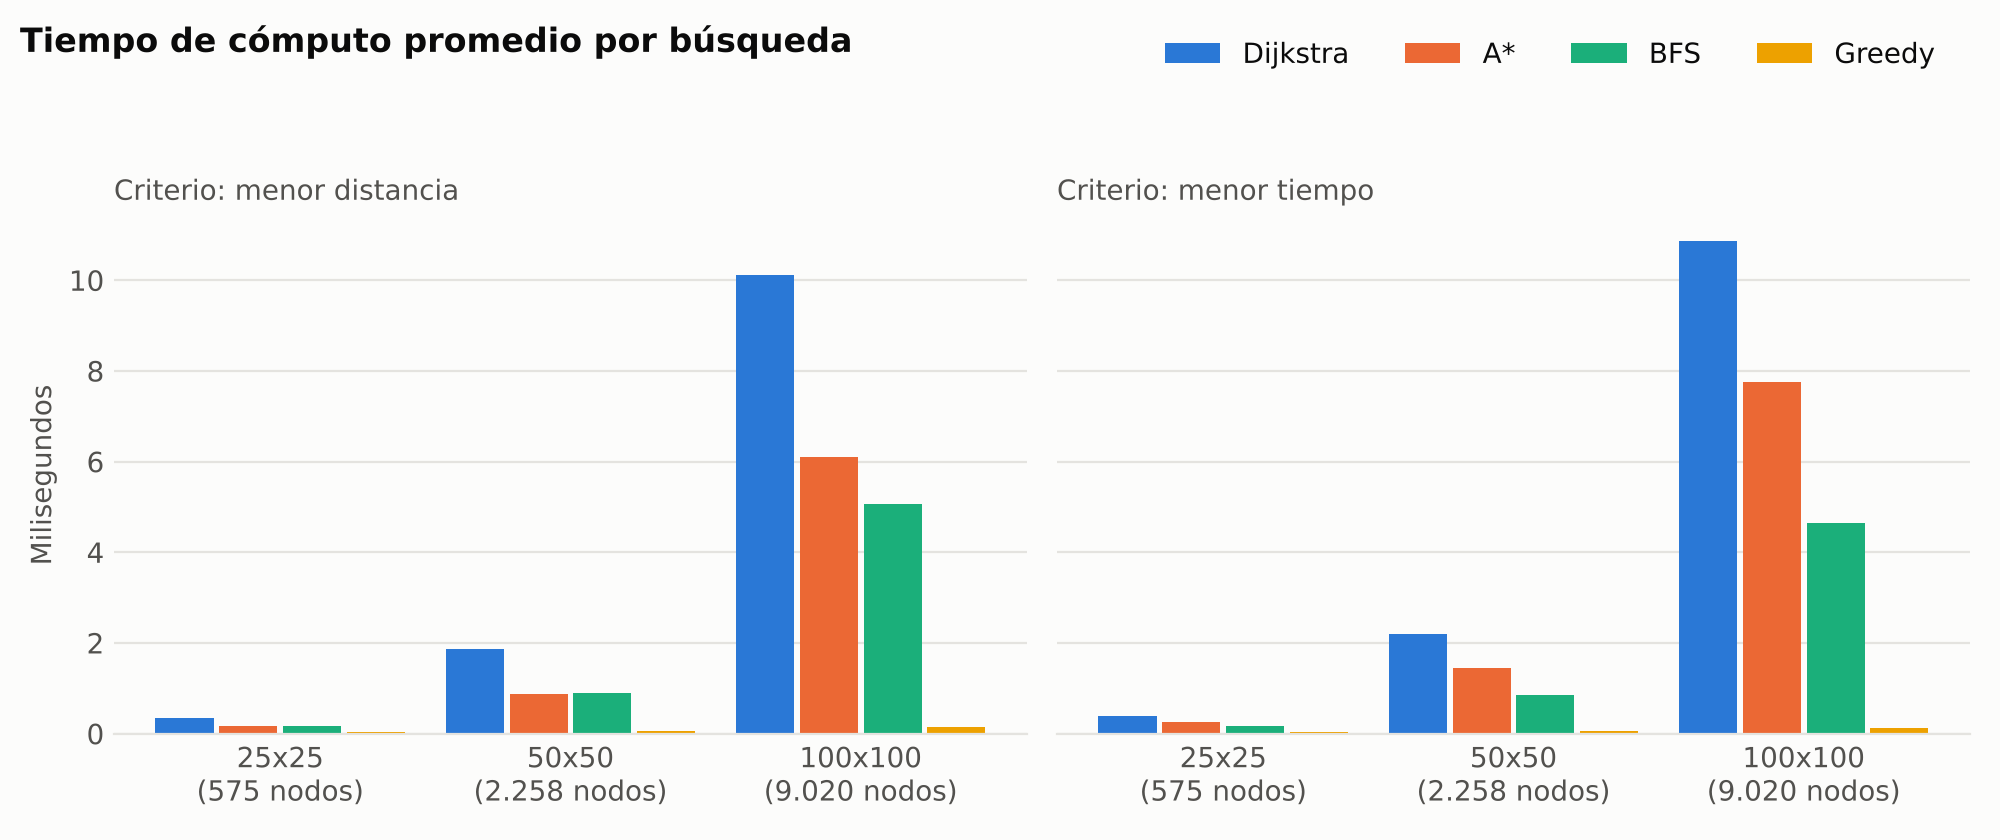 Tiempo de cómputo promedio por búsqueda
Dijkstra A* BFS Greedy
Criterio: menor distancia
Criterio: menor tiempo
Milisegundos
10
8
6
4
2
0
25x25
(575 nodos)
50x50
(2.258 nodos)
100x100
(9.020 nodos)
25x25
(575 nodos)
50x50
(2.258 nodos)
100x100
(9.020 nodos)